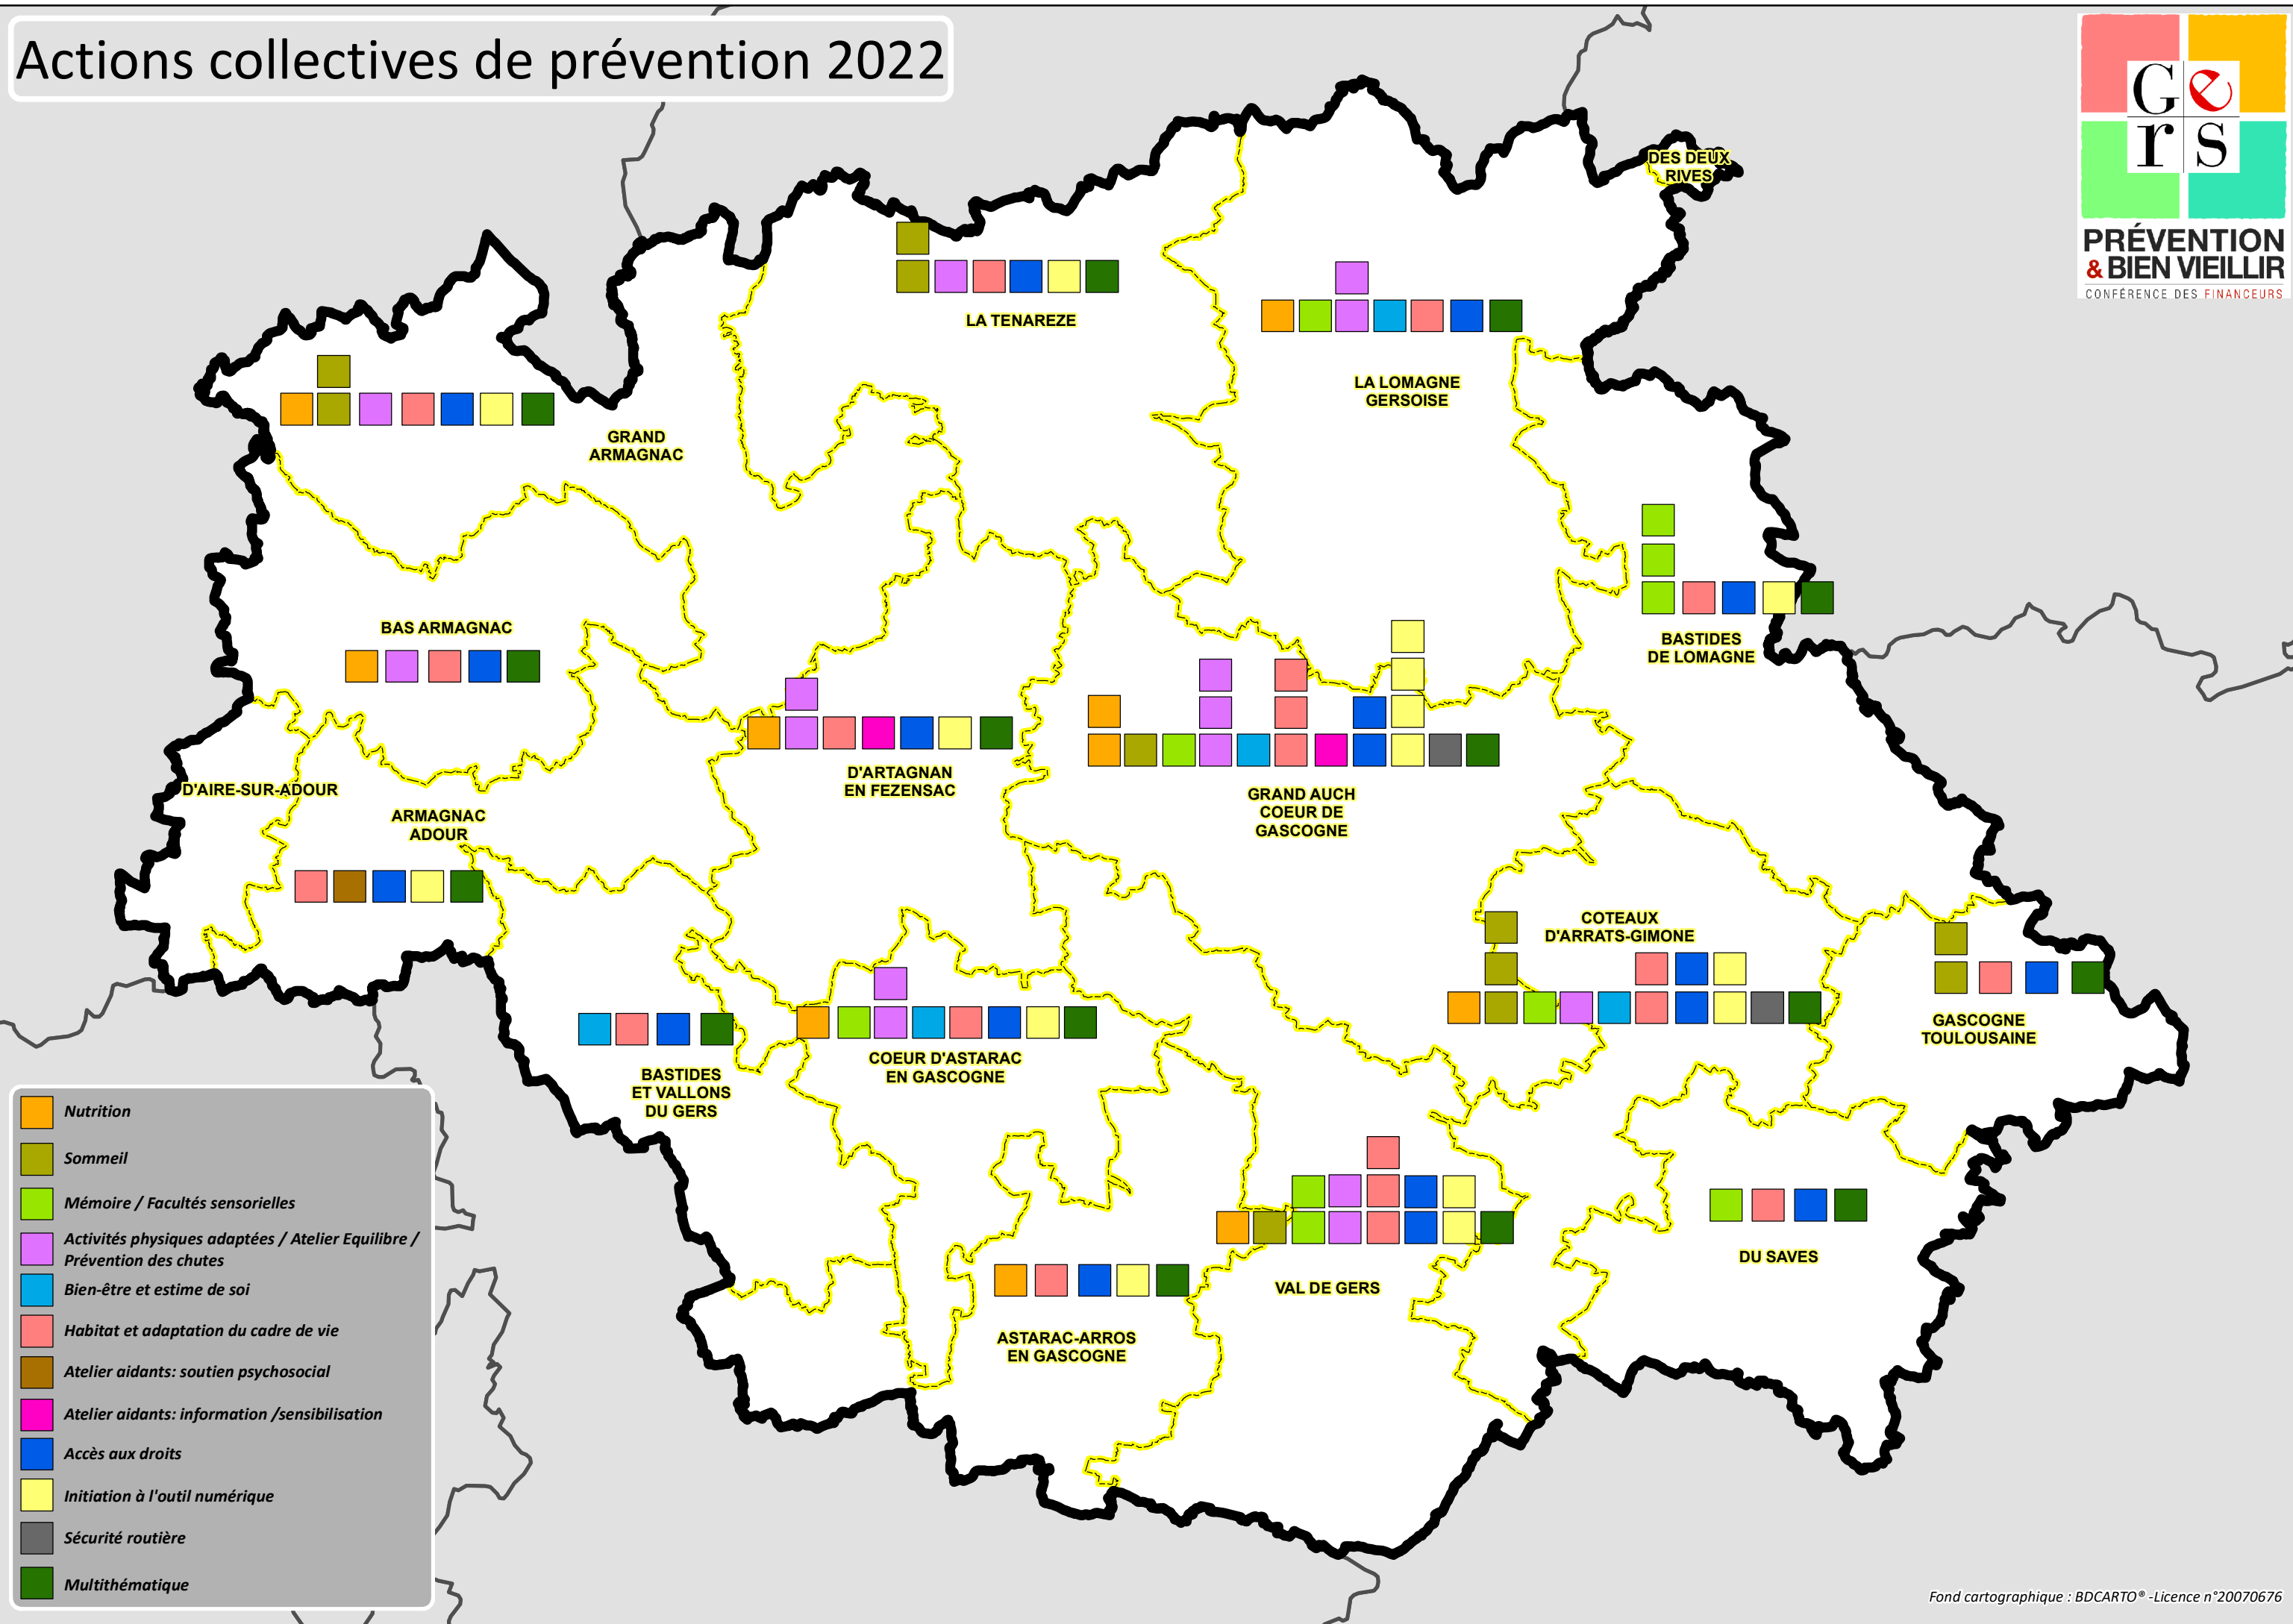 Actions collectives de prévention 2022
G e
r s
PRÉVENTION
& BIEN VIEILLIR
CONFÉRENCE DES FINANCEURS
DES DEUX
RIVES
LA TENAREZE
LA LOMAGNE
GERSOISE
GRAND
ARMAGNAC
BAS ARMAGNAC
BASTIDES
DE LOMAGNE
D'ARTAGNAN
EN FEZENSAC
GRAND AUCH
COEUR DE
GASCOGNE
D'AIRE-SUR-ADOUR
ARMAGNAC
ADOUR
COTEAUX
D'ARRATS-GIMONE
GASCOGNE
TOULOUSAINE
COEUR D'ASTARAC
EN GASCOGNE
BASTIDES
ET VALLONS
DU GERS
DU SAVES
VAL DE GERS
ASTARAC-ARROS
EN GASCOGNE
Nutrition
Sommeil
Mémoire / Facultés sensorielles
Activités physiques adaptées / Atelier Equilibre /
Prévention des chutes
Bien-être et estime de soi
Habitat et adaptation du cadre de vie
Atelier aidants: soutien psychosocial
Atelier aidants: information /sensibilisation
Accès aux droits
Initiation à l'outil numérique
Sécurité routière
Multithématique
Fond cartographique : BDCARTO® -Licence n°20070676